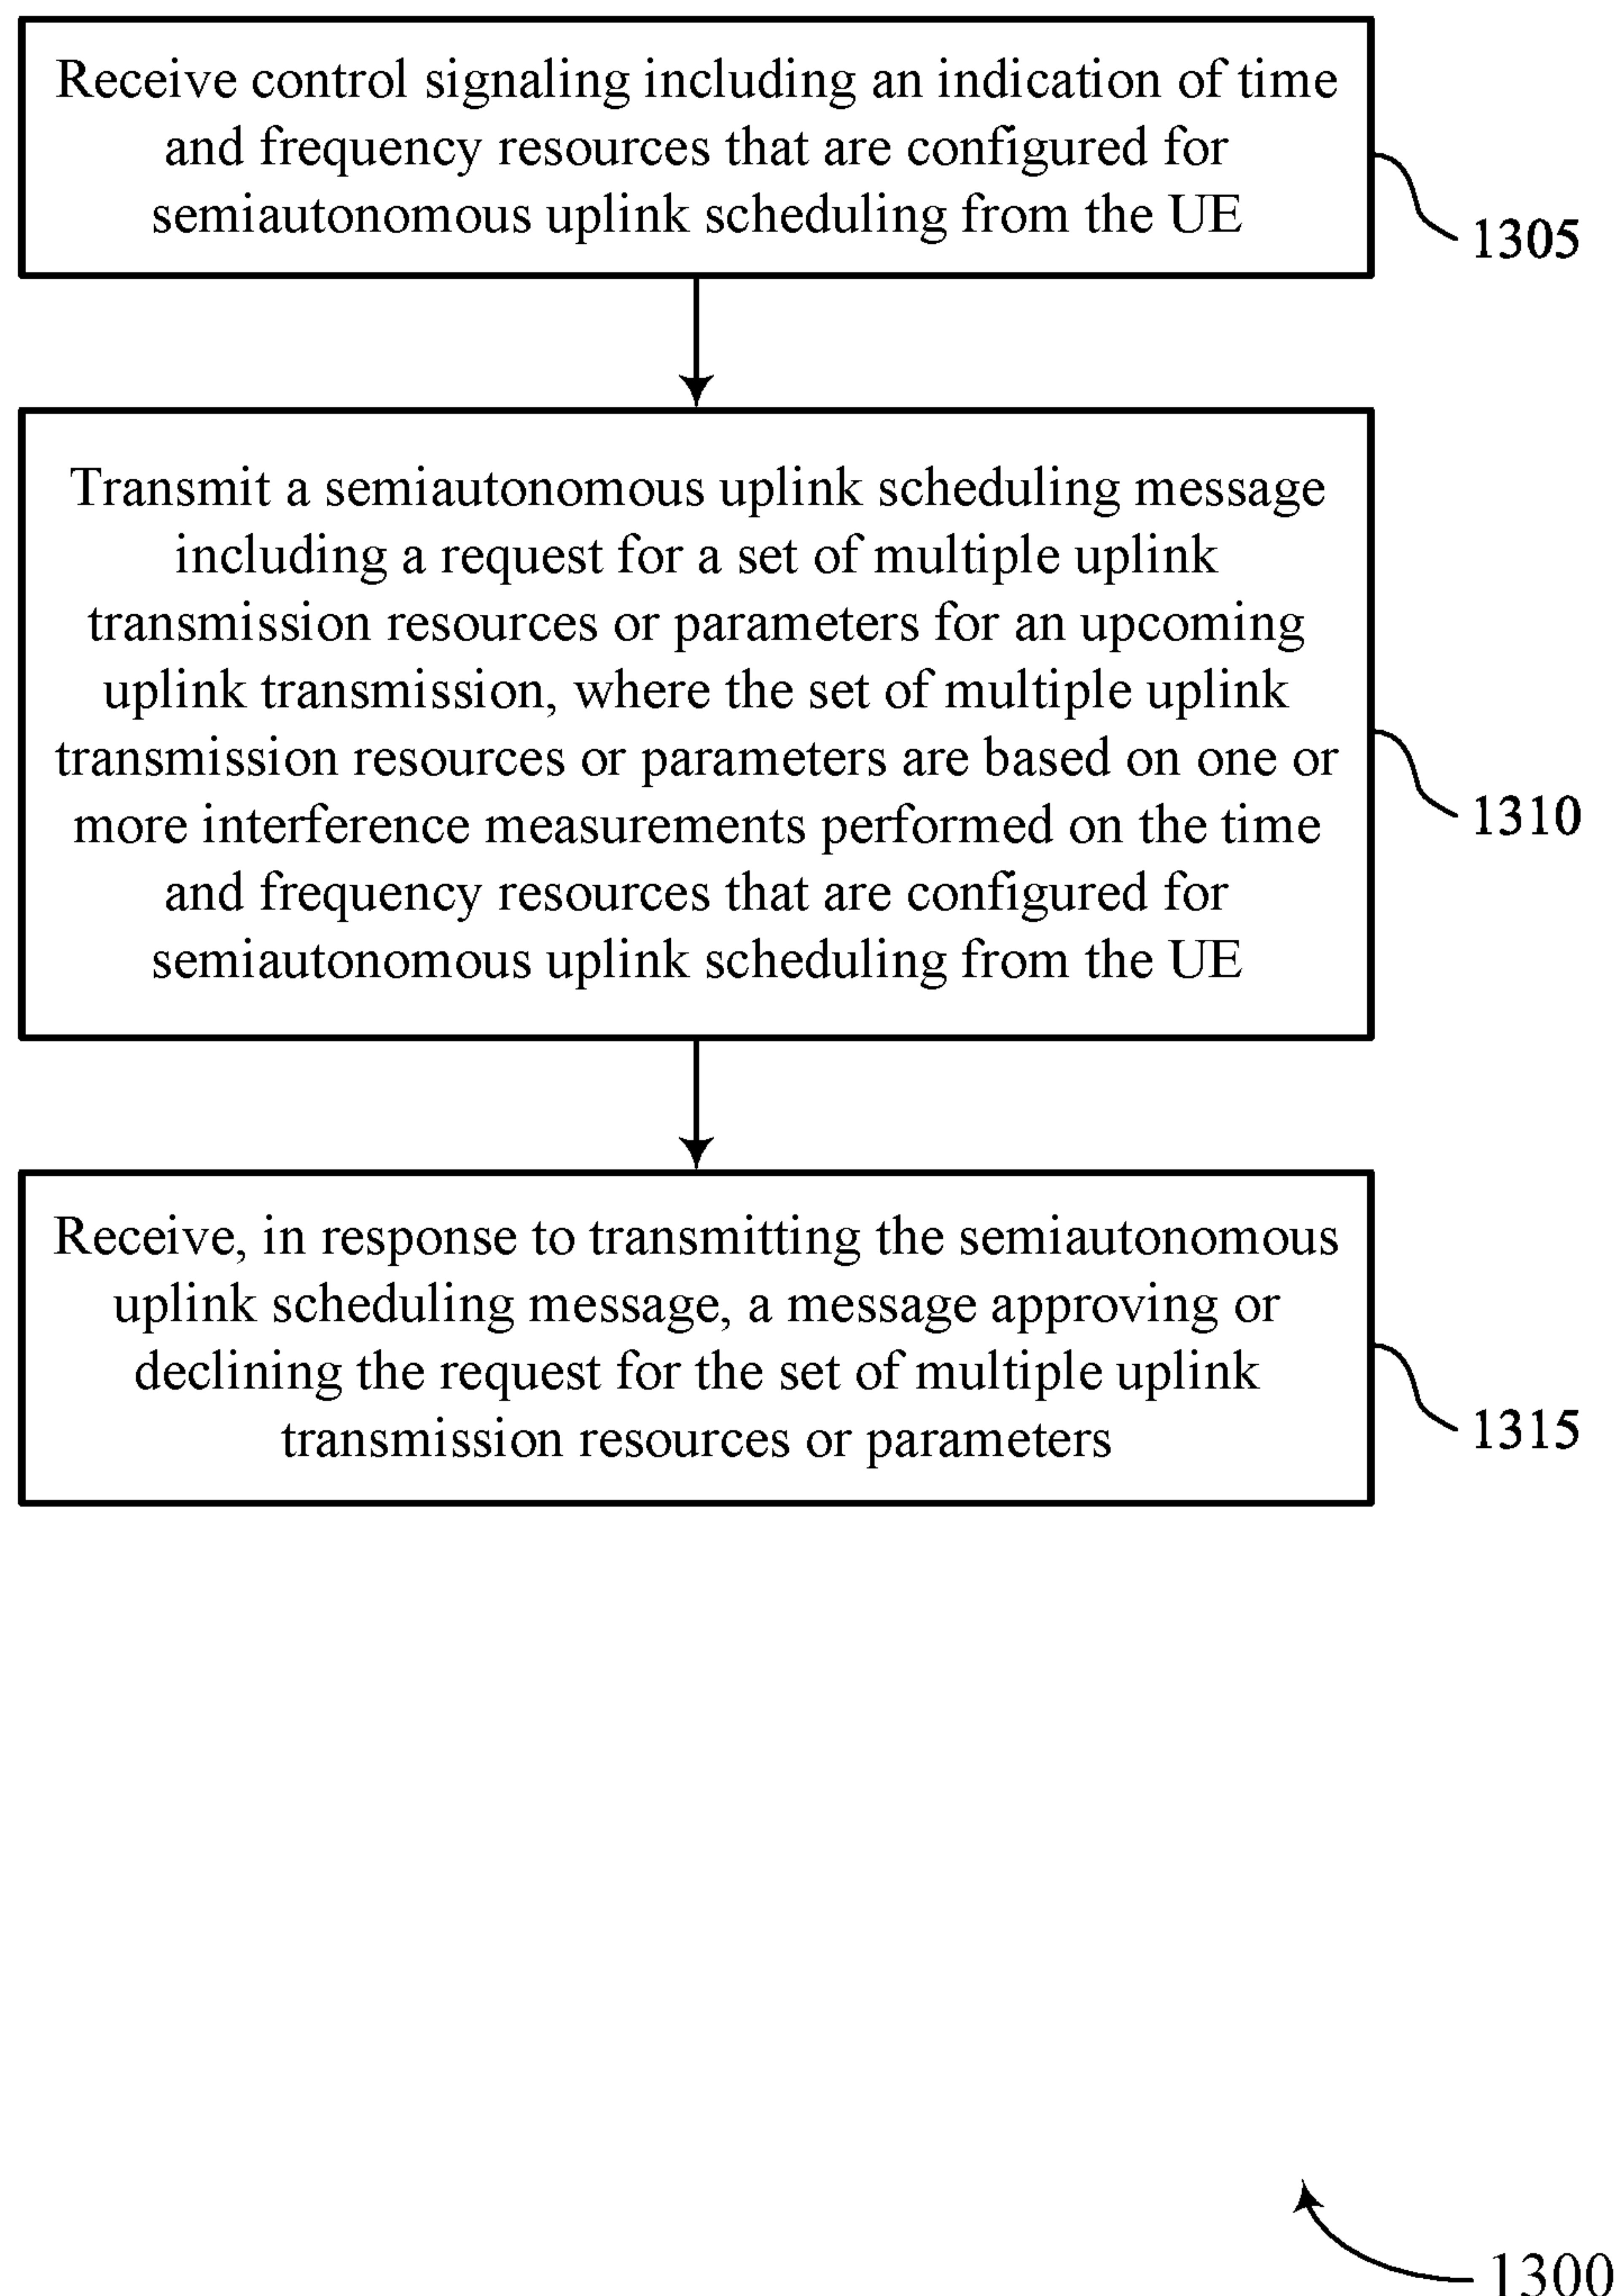 Receive control signaling including an indication of time
and frequency resources that are configured for
semiautonomous uplink scheduling from the UE
1305
Transmit a semiautonomous uplink scheduling message
including a request for a set of multiple uplink
transmission resources or parameters for an upcoming
uplink transmission, where the set of multiple uplink
transmission resources or parameters are based on one or
more interference measurements performed on the time
and frequency resources that are configured for
semiautonomous uplink scheduling from the UE
1310
Receive, in response to transmitting the semiautonomous
uplink scheduling message, a message approving or
declining the request for the set of multiple uplink
transmission resources or parameters
1315
1300